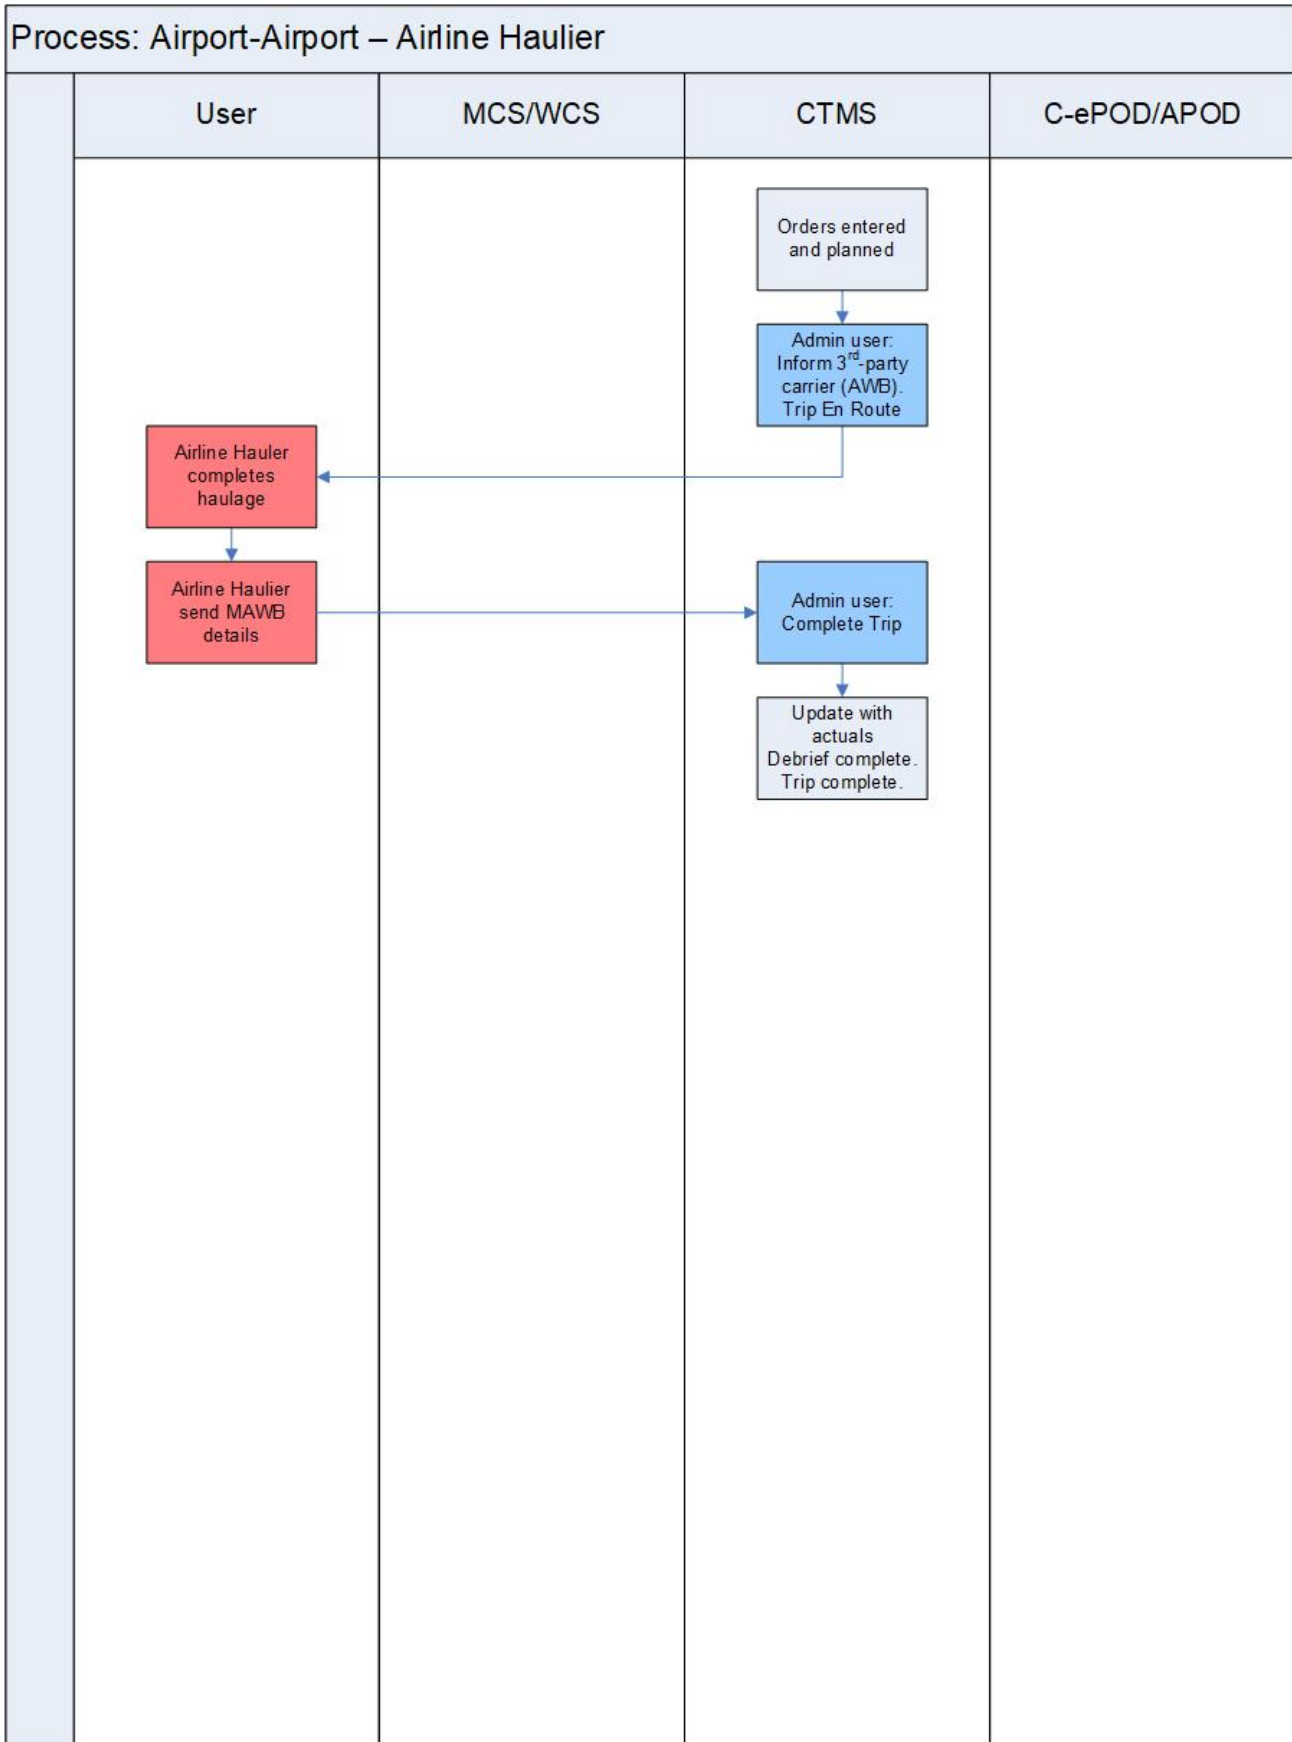 Process: Airport-Airport – Airline Haulier
User
MCS/WCS
CTMS
C-ePOD/APOD
Orders entered
and planned
Admin user:
Inform 3rd-party
carrier (AWB).
Trip En Route
Airline Hauler
completes
haulage
Airline Haulier
send MAWB
details
Admin user:
Complete Trip
Update with
actuals
Debrief complete.
Trip complete.